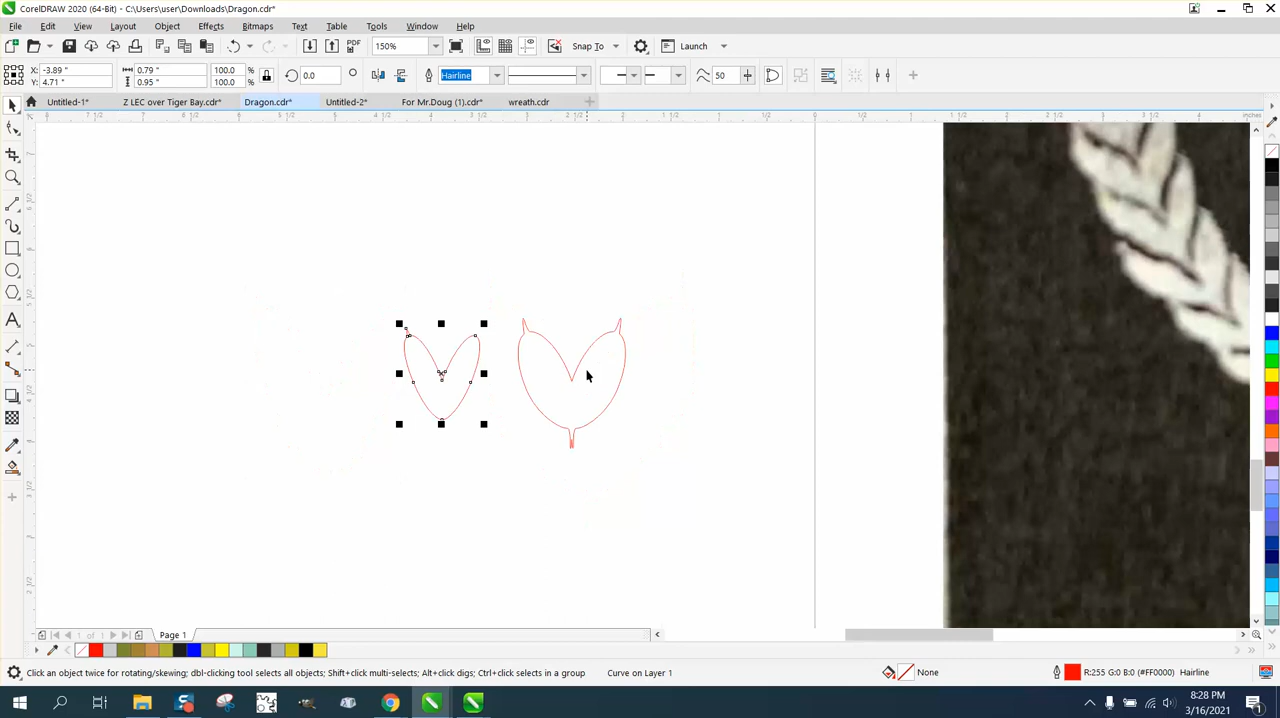 CorelDRAW 2020 (64-Bit) - C:\Users\user\Downloads\Dragon.cdr*
File Edit View Layout Object Effects Bitmaps Text Table Tools Window Help
PDF 150% Snap To Launch
X: -3.89 " 0.79 " 100.0 % 0.0 Hairline 50
Y: 4.71 " 0.95 " 100.0 %
Untitled-1* Z LEC over Tiger Bay.cdr* Dragon.cdr* Untitled-2* For Mr.Doug (1).cdr* wreath.cdr
inches
1 of 1 Page 1
Click an object twice for rotating/skewing; dbl-clicking tool selects all objects; Shift+click multi-selects; Alt+click digs; Ctrl+click selects in a group Curve on Layer 1 None R:255 G:0 B:0 (#FF0000) Hairline
8:28 PM
3/16/2021